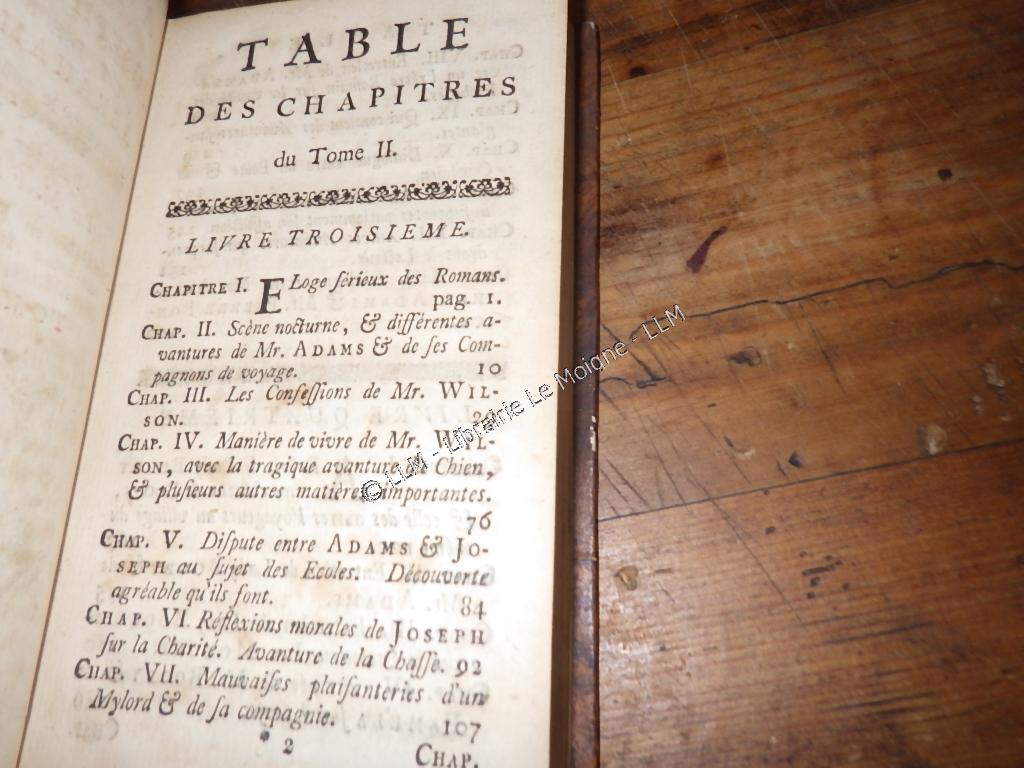 TABLE
DES CHAPITRES
du Tome II.
LIVRE TROISIEME.
CHAPITRE I. ELoge ſérieux des Romans.
pag. 1.
CHAP. II. Scène nocturne, & différentes a-
vantures de Mr. ADAMS & de ſes Com-
pagnons de voyage. 10
CHAP. III. Les Confeſſions de Mr. WIL-
SON.
CHAP. IV. Manière de vivre de Mr. WIL-
SON, avec la tragique avanture du Chien,
& pluſieurs autres matières importantes.
76
CHAP. V. Diſpute entre ADAMS & JO-
SEPH au ſujet des Ecoles. Découverte
agréable qu'ils font. 84
CHAP. VI. Réflexions morales de JOSEPH
ſur la Charité. Avanture de la Chaſſe. 92
CHAP. VII. Mauvaiſes plaiſanteries d'un
Mylord & de ſa compagnie. 107
* 2
CHAP.
© LLM - Librairie Le Moigne - LLM